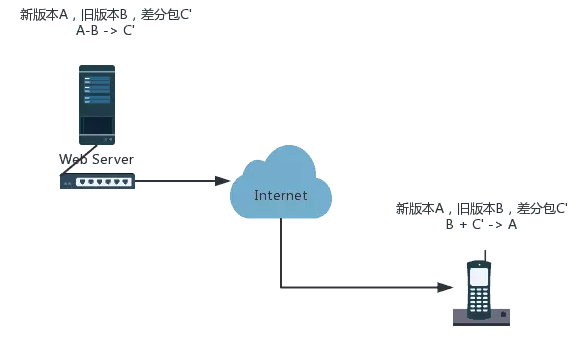 新版本A，旧版本B，差分包C'
A-B -> C'
Web Server
Internet
新版本A，旧版本B，差分包C'
B + C' -> A